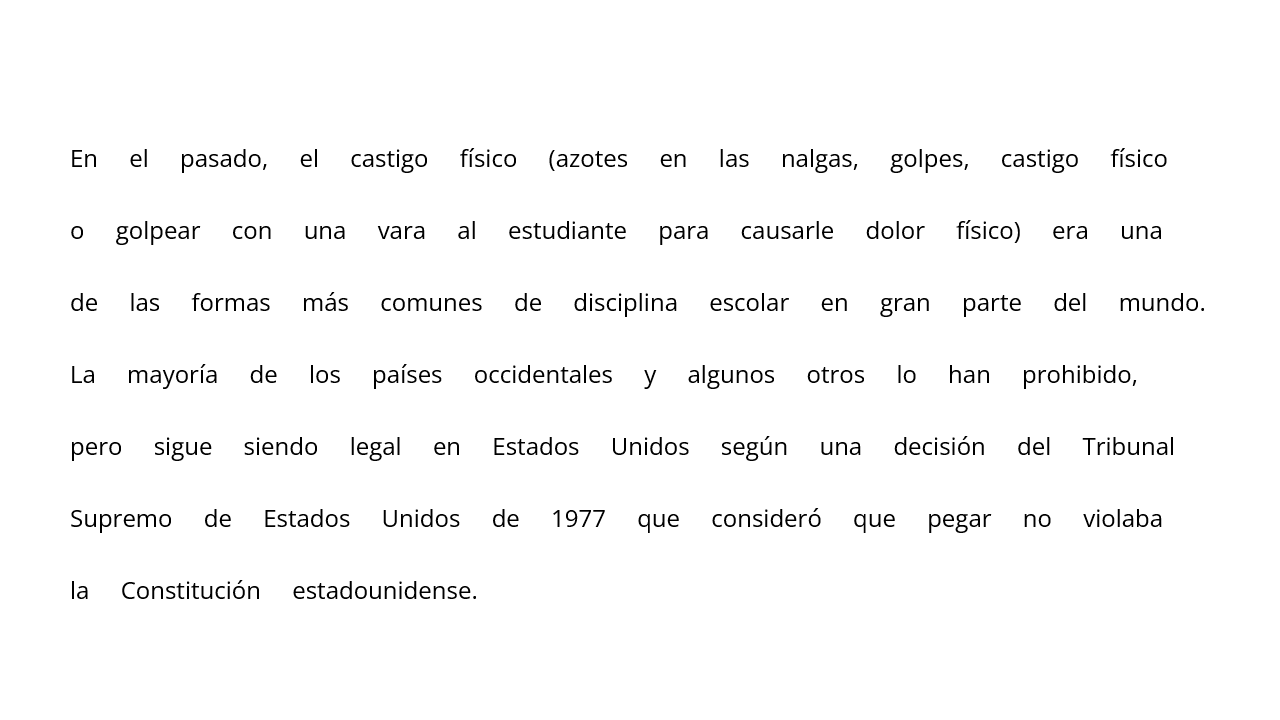 En el pasado, el castigo físico (azotes en las nalgas, golpes, castigo físico
o golpear con una vara al estudiante para causarle dolor físico) era una
de las formas más comunes de disciplina escolar en gran parte del mundo.
La mayoría de los países occidentales y algunos otros lo han prohibido,
pero sigue siendo legal en Estados Unidos según una decisión del Tribunal
Supremo de Estados Unidos de 1977 que consideró que pegar no violaba
la Constitución estadounidense.